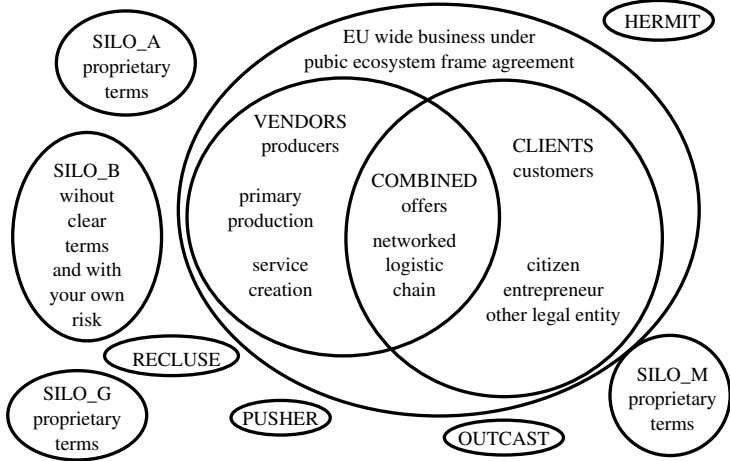 HERMIT
SILO_A
proprietary
terms
EU wide business under
pubic ecosystem frame agreement
VENDORS
producers
primary
production
service
creation
COMBINED
offers
networked
logistic
chain
CLIENTS
customers
citizen
entrepreneur
other legal entity
SILO_B
wihout
clear
terms
and with
your own
risk
RECLUSE
SILO_G
proprietary
terms
PUSHER
OUTCAST
SILO_M
proprietary
terms